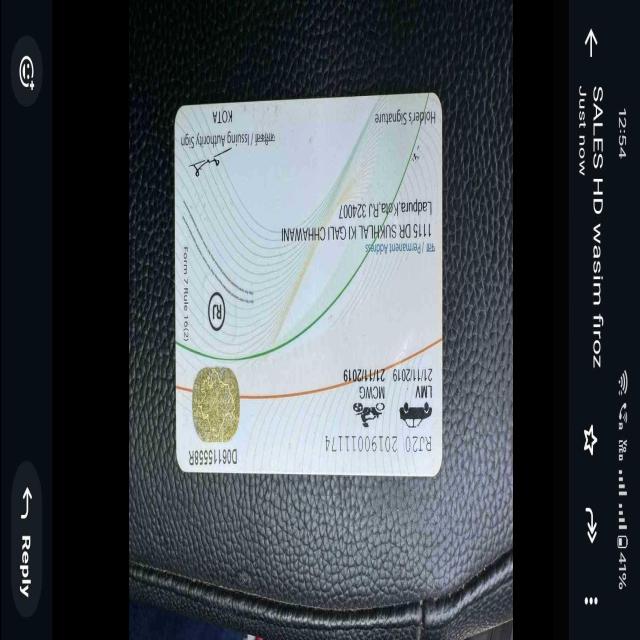 12:54
41%
SALES HD wasim firoz
Just now
RJ20 20190011174
D06115558R
LMV
MCWG
21/11/2019 21/11/2019
Form 7 Rule 16(2)
RJ
पता / Permanent Address
1115 DR SUKHLAL KI GALI CHHAWANI
Ladpura,Kota,RJ 324007
Holder's Signature
/ Issuing Authority Sign
KOTA
Reply